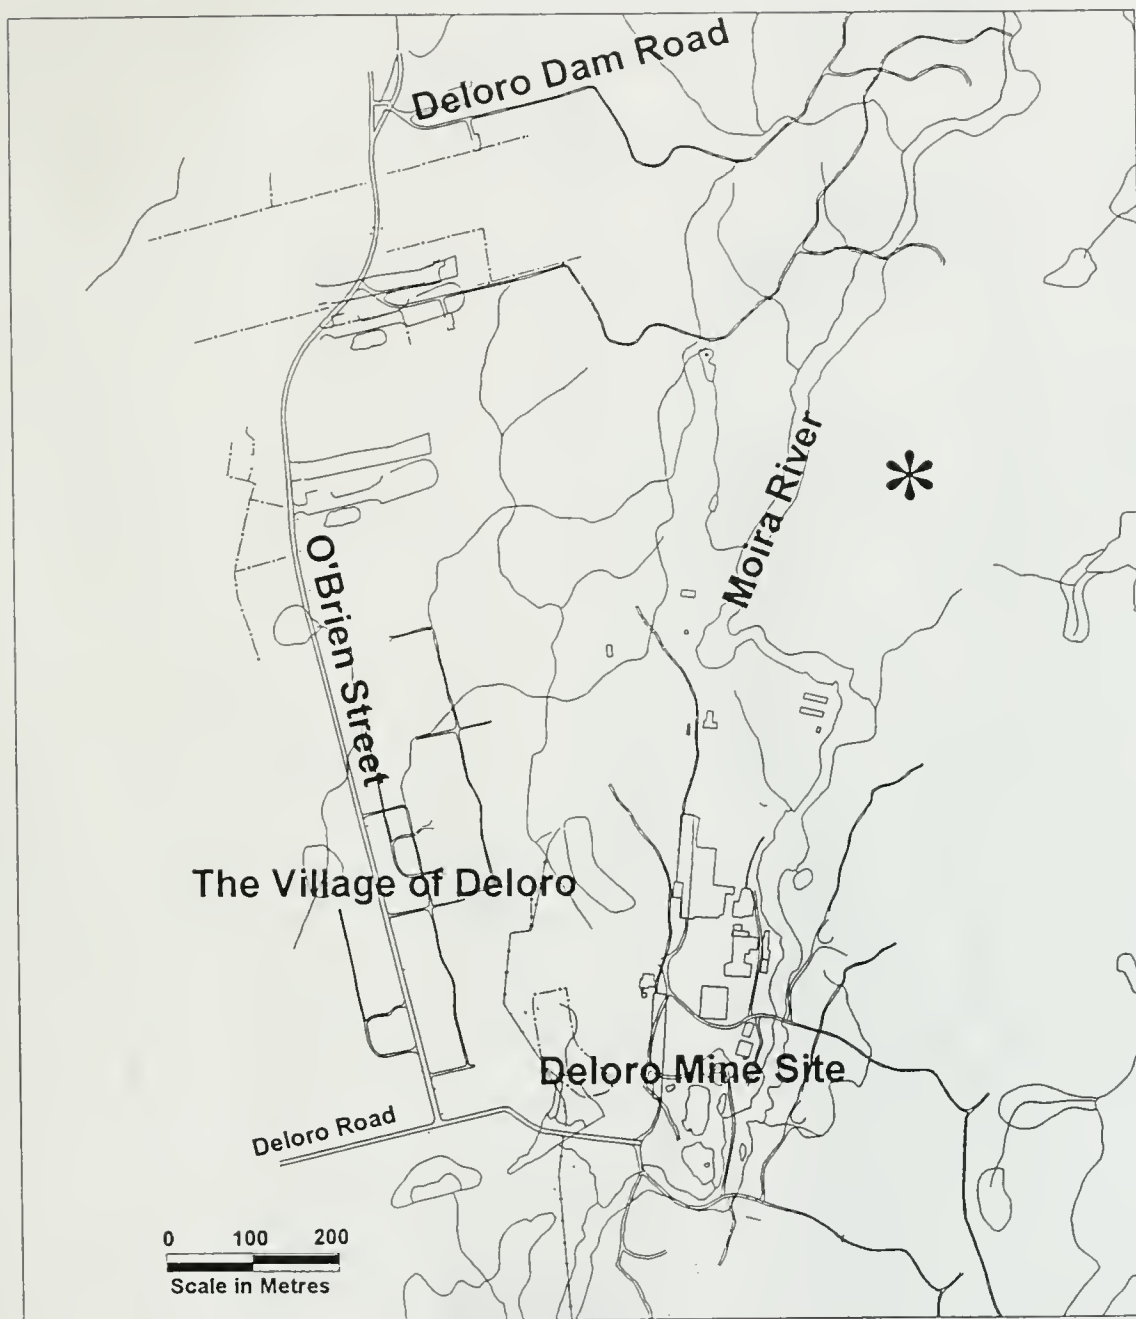 Deloro Dam Road
Moira River
O'Brien Street
The Village of Deloro
Deloro Mine Site
Deloro Road
0 100 200
Scale in Metres